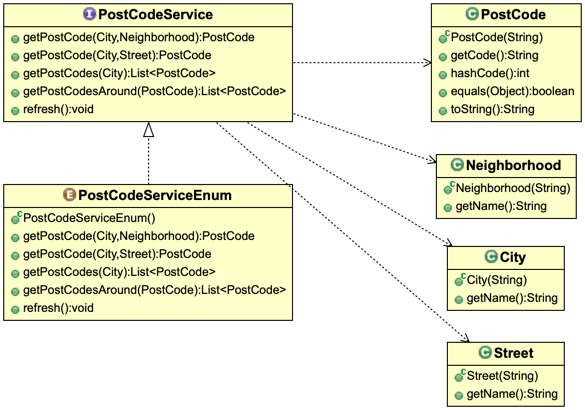 I PostCodeService
getPostCode(City,Neighborhood):PostCode
getPostCode(City,Street):PostCode
getPostCodes(City):List<PostCode>
getPostCodesAround(PostCode):List<PostCode>
refresh():void
C PostCode
C PostCode(String)
getCode():String
hashCode():int
equals(Object):boolean
toString():String
C Neighborhood
C Neighborhood(String)
getName():String
E PostCodeServiceEnum
C PostCodeServiceEnum()
getPostCode(City,Neighborhood):PostCode
getPostCode(City,Street):PostCode
getPostCodes(City):List<PostCode>
getPostCodesAround(PostCode):List<PostCode>
refresh():void
C City
C City(String)
getName():String
C Street
C Street(String)
getName():String